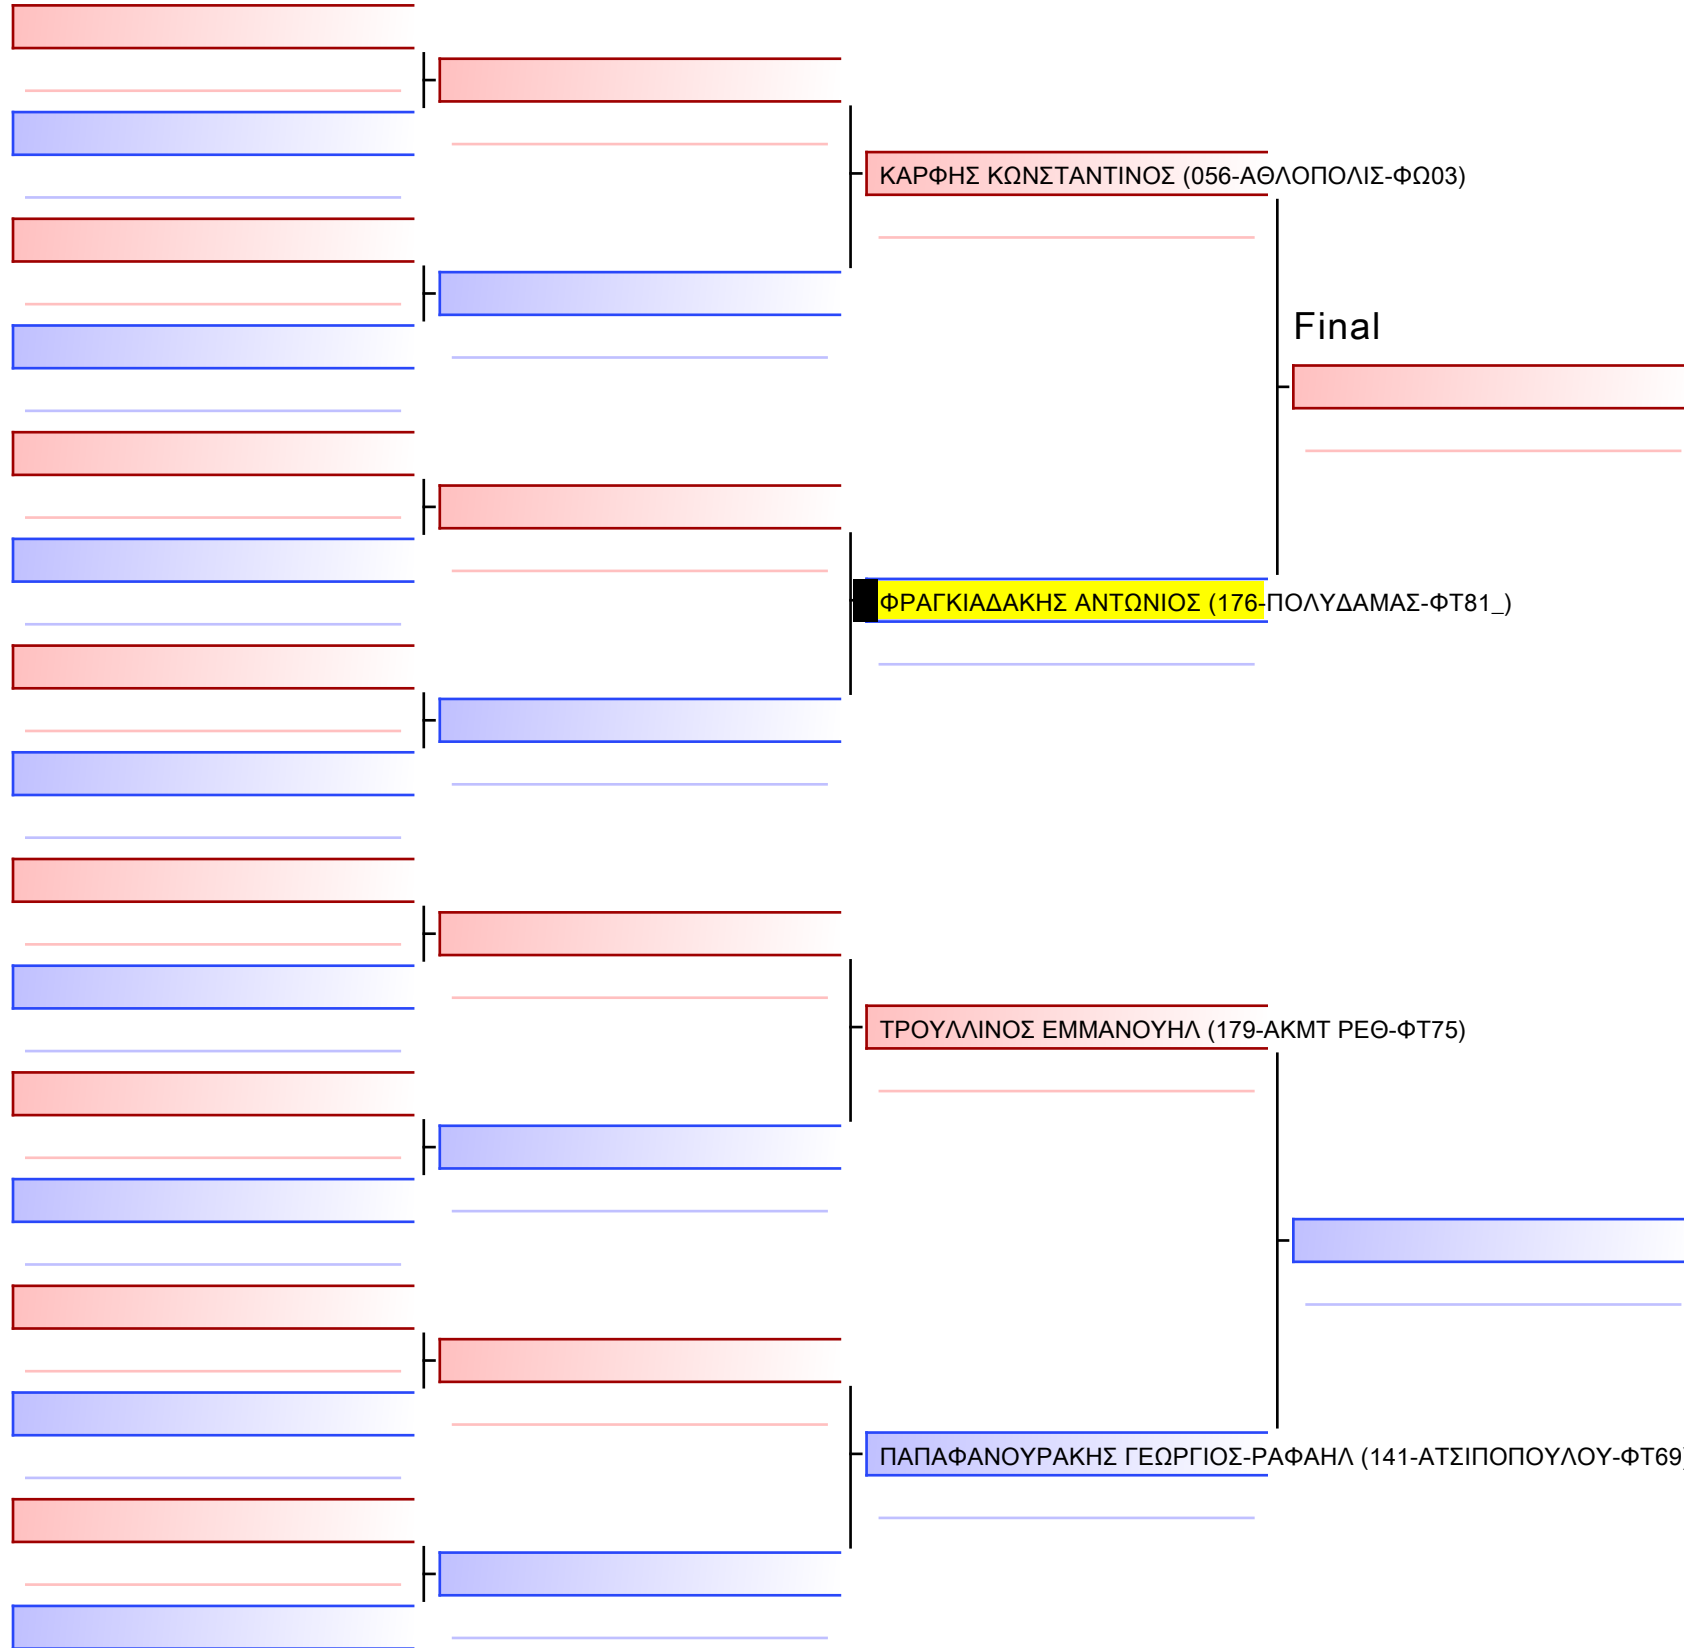 ΚΑΡΦΗΣ ΚΩΝΣΤΑΝΤΙΝΟΣ (056-ΑΘΛΟΠΟΛΙΣ-ΦΩ03)
Final
ΦΡΑΓΚΙΑΔΑΚΗΣ ΑΝΤΩΝΙΟΣ (176-ΠΟΛΥΔΑΜΑΣ-ΦΤ81_)
ΤΡΟΥΛΛΙΝΟΣ ΕΜΜΑΝΟΥΗΛ (179-ΑΚΜΤ ΡΕΘ-ΦΤ75)
ΠΑΠΑΦΑΝΟΥΡΑΚΗΣ ΓΕΩΡΓΙΟΣ-ΡΑΦΑΗΛ (141-ΑΤΣΙΠΟΠΟΥΛΟΥ-ΦΤ69)